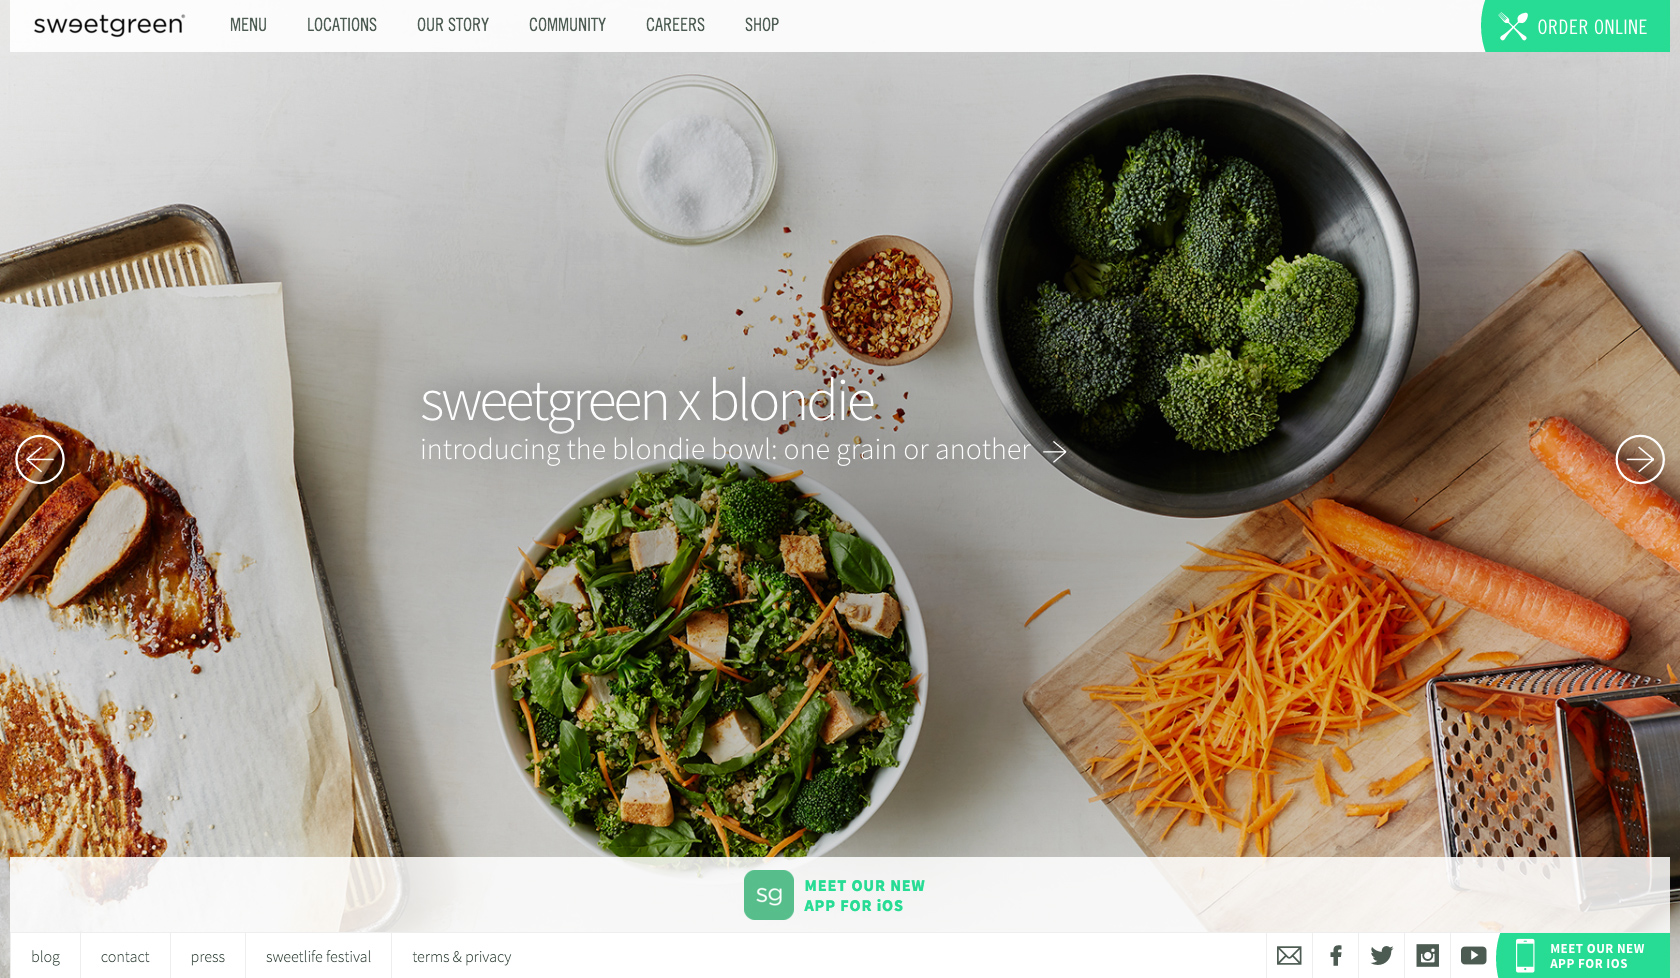 sweetgreen®
MENU
LOCATIONS
OUR STORY
COMMUNITY
CAREERS
SHOP
ORDER ONLINE
sweetgreen x blondie
introducing the blondie bowl: one grain or another →
sg
MEET OUR NEW
APP FOR iOS
blog
contact
press
sweetlife festival
terms & privacy
MEET OUR NEW
APP FOR IOS